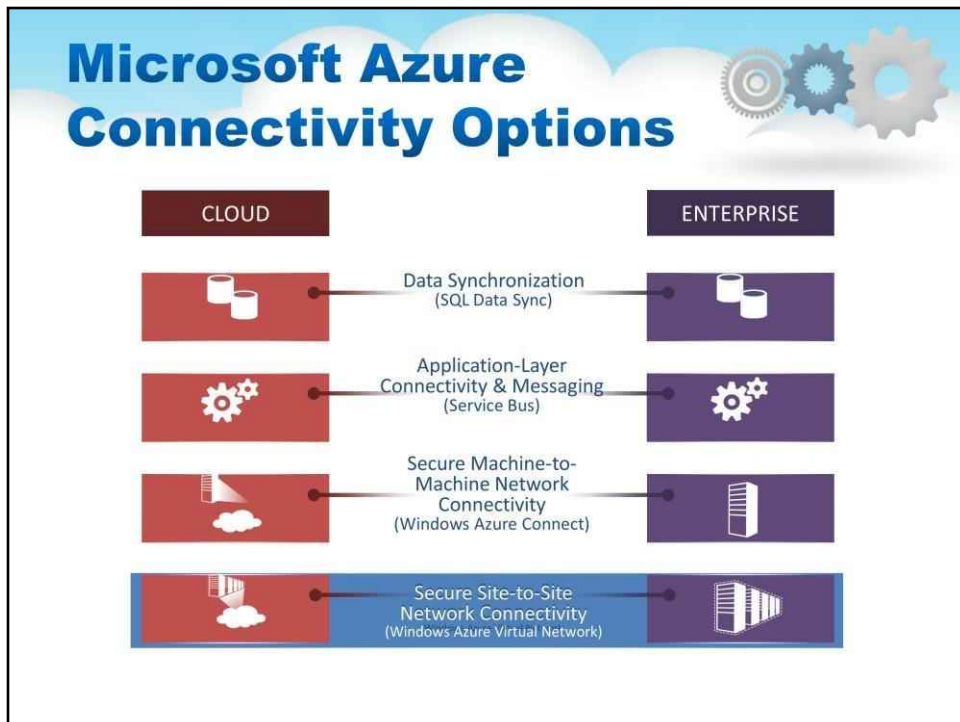 Microsoft Azure
Connectivity Options
CLOUD
ENTERPRISE
Data Synchronization
(SQL Data Sync)
Application-Layer
Connectivity & Messaging
(Service Bus)
Secure Machine-to-
Machine Network
Connectivity
(Windows Azure Connect)
Secure Site-to-Site
Network Connectivity
(Windows Azure Virtual Network)